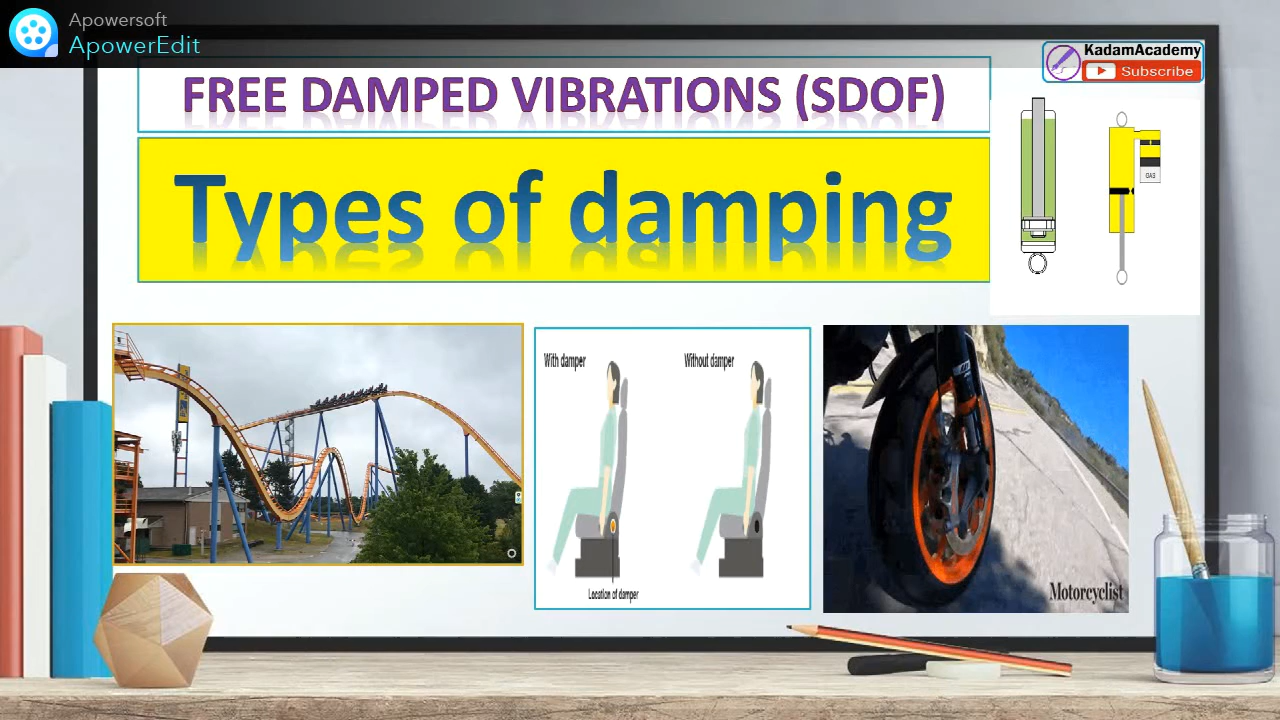 Apowersoft
ApowerEdit
KadamAcademy
Subscribe
FREE DAMPED VIBRATIONS (SDOF)
Types of damping
GAS
With damper
Without damper
Location of damper
Motorcyclist